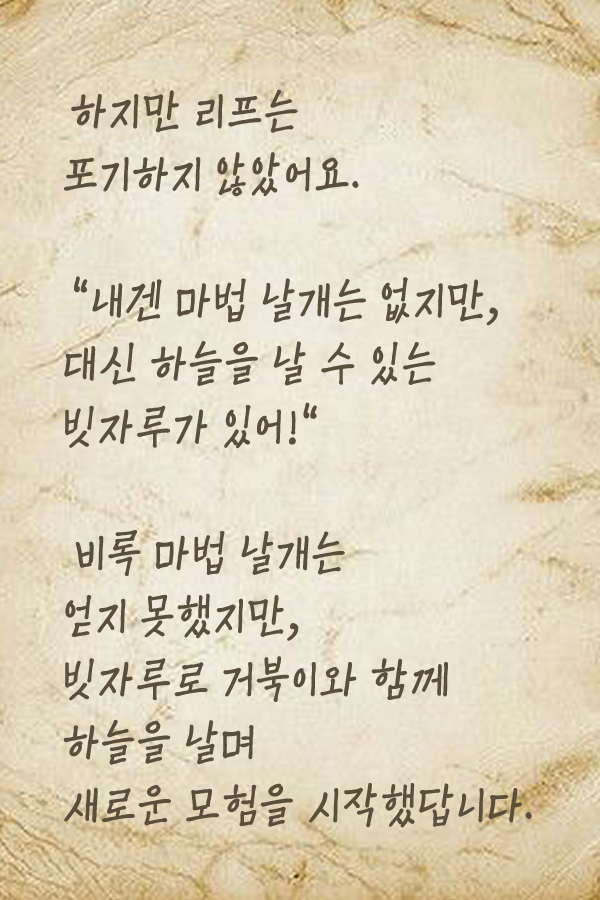 하지만 리프는
포기하지 않았어요.
“내겐 마법 날개는 없지만,
대신 하늘을 날 수 있는
빗자루가 있어!“
비록 마법 날개는
얻지 못했지만,
빗자루로 거북이와 함께
하늘을 날며
새로운 모험을 시작했답니다.